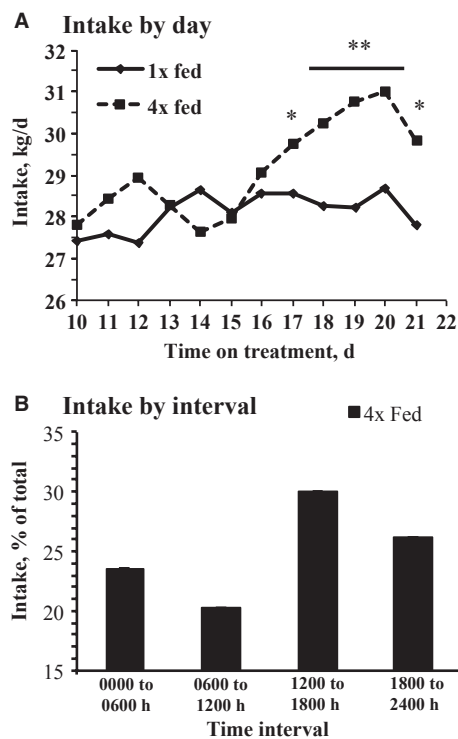 A Intake by day
32
31
30
29
28
27
26
Intake, kg/d
1x fed
4x fed
**
*
*
10 11 12 13 14 15 16 17 18 19 20 21 22
Time on treatment, d
B Intake by interval
4x Fed
35
30
25
20
15
Intake, % of total
0000 to 0600 to 1200 to 1800 to
0600 h 1200 h 1800 h 2400 h
Time interval